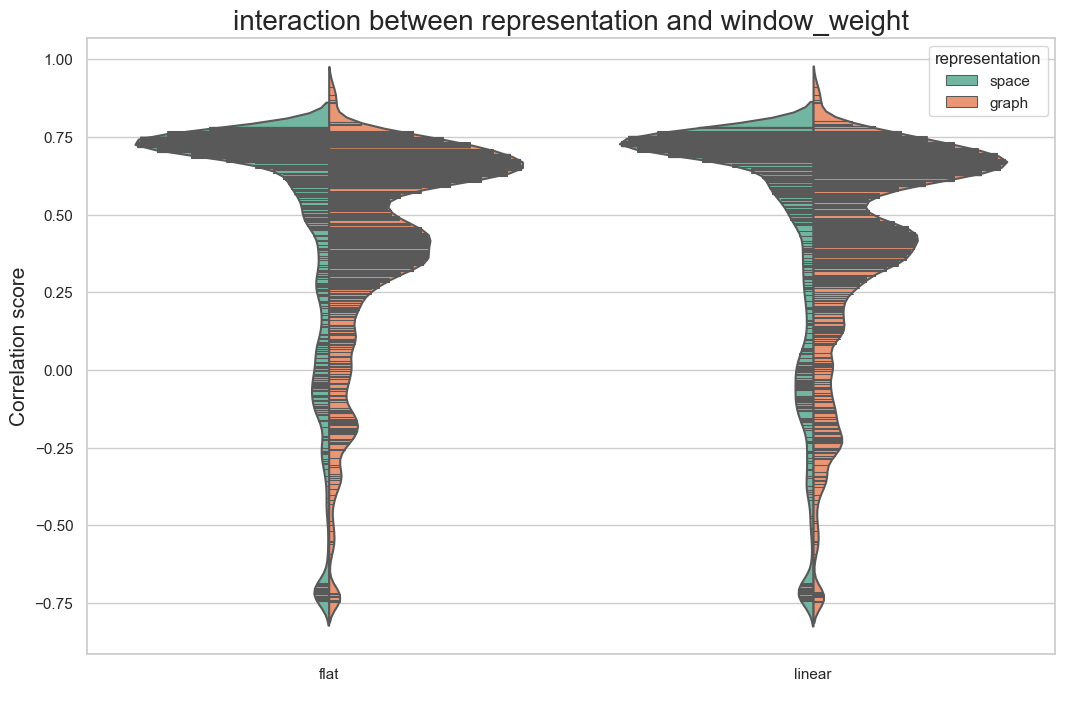 interaction between representation and window_weight
representation
space
graph
Correlation score
1.00
0.75
0.50
0.25
0.00
−0.25
−0.50
−0.75
flat
linear